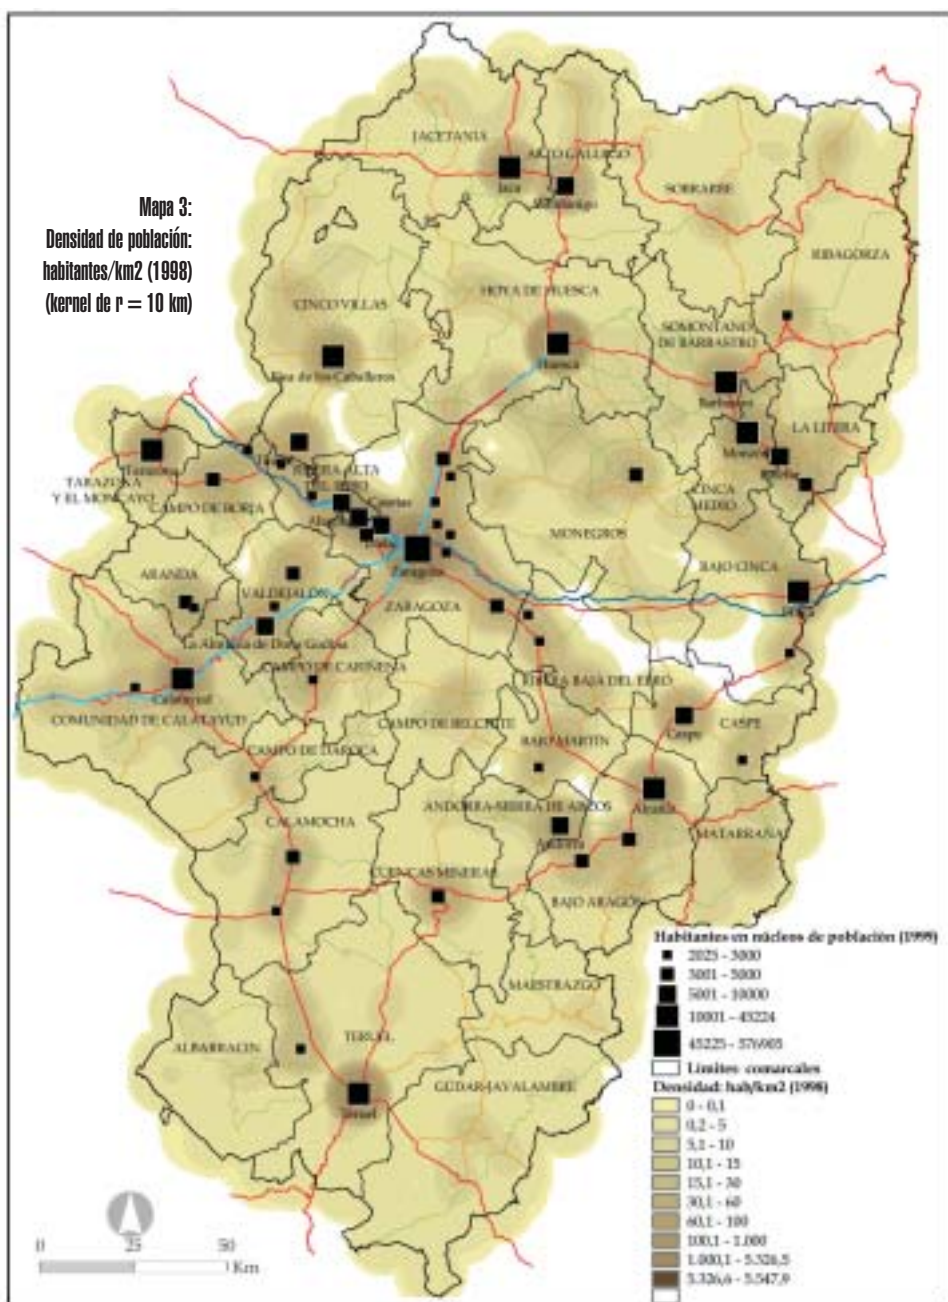 Mapa 3:
Densidad de población:
habitantes/km2 (1998)
(kernel de r = 10 km)
JACETANIA
ALTO GALLEGO
SOBRARBE
RIBAGORZA
Jaca
Sabiñánigo
CINCO VILLAS
HOYA DE HUESCA
SOMONTANO
DE BARBASTRO
Ejea de los Caballeros
Huesca
Barbastro
LA LITERA
Monzón
Tarazona
TARAZONA
Y EL MONCAYO
RIBERA ALTA
DEL EBRO
CAMPO DE BORJA
CINCA
MEDIO
MONEGROS
Zaragoza
BAJO CINCA
ARANDA
VALDEJALÓN
ZARAGOZA
La Almunia de Doña Godina
CAMPO DE CARIÑENA
Calatayud
COMUNIDAD DE CALATAYUD
RIBERA BAJA DEL EBRO
CAMPO DE BELCHITE
CASPE
Caspe
BAJO MARTÍN
CAMPO DE DAROCA
Alcañiz
CALAMOCHA
ANDORRA-SIERRA DE ARCOS
Andorra
MATARRAÑA
CUENCAS MINERAS
BAJO ARAGÓN
MAESTRAZGO
TERUEL
ALBARRACIN
GÚDAR-JAVALAMBRE
Teruel
Habitantes en núcleos de población (1999)
2025 - 3000
3001 - 5000
5001 - 10000
10001 - 45224
45225 - 576905
Límites comarcales
Densidad: hab/km2 (1998)
0 - 0,1
0,2 - 5
5,1 - 10
10,1 - 15
15,1 - 30
30,1 - 60
60,1 - 100
100,1 - 1.000
1.000,1 - 5.326,5
5.326,6 - 5.547,9
0 25 50
Km